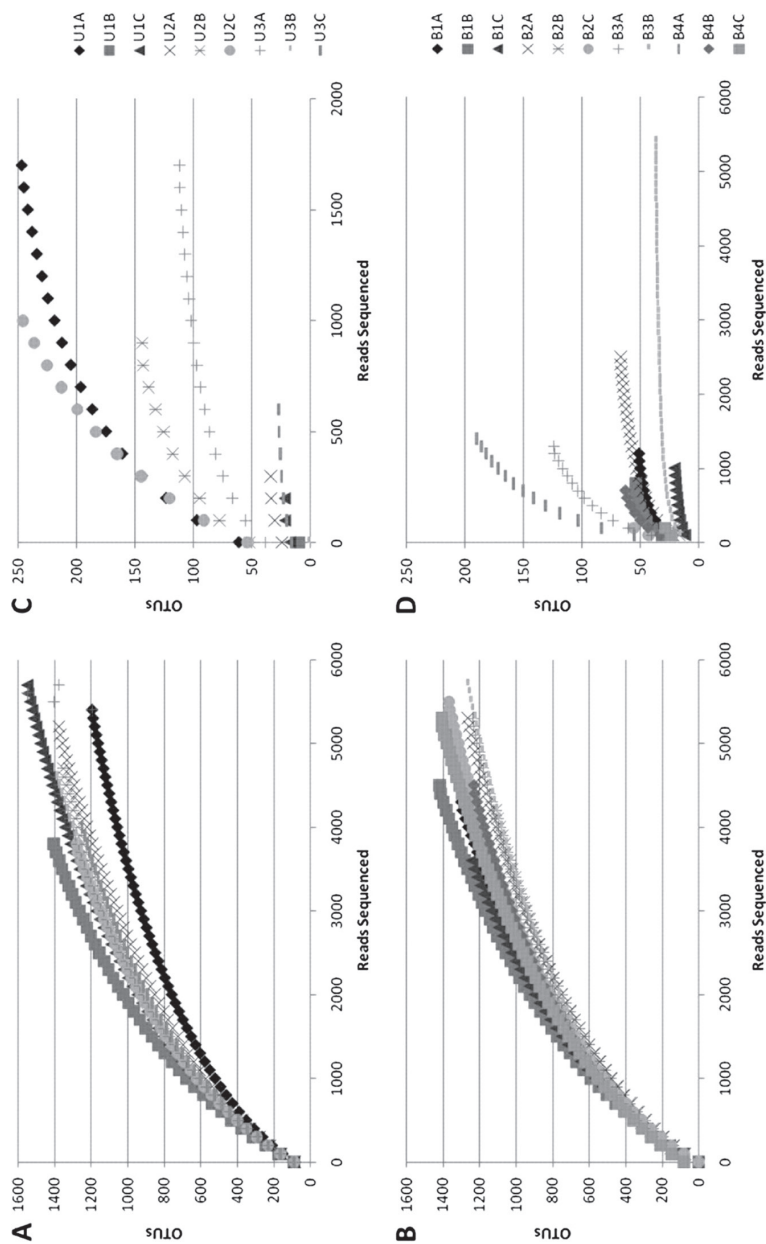 A
OTUs
1600
1400
1200
1000
800
600
400
200
0
0 1000 2000 3000 4000 5000 6000
Reads Sequenced
C
OTUs
250
200
150
100
50
0
0 500 1000 1500 2000
Reads Sequenced
U1A
U1B
U1C
U2A
U2B
U2C
U3A
U3B
U3C
B
OTUs
1600
1400
1200
1000
800
600
400
200
0
0 1000 2000 3000 4000 5000 6000
Reads Sequenced
D
OTUs
250
200
150
100
50
0
0 1000 2000 3000 4000 5000 6000
Reads Sequenced
B1A
B1B
B1C
B2A
B2B
B2C
B3A
B3B
B4A
B4B
B4C